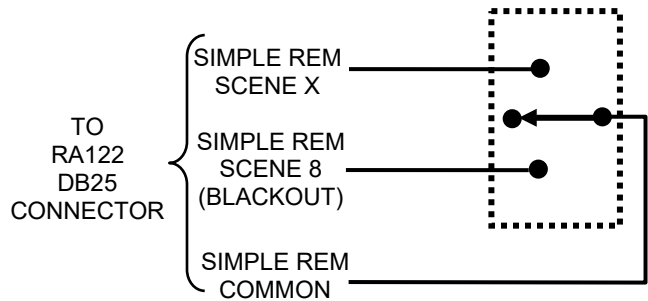 SIMPLE REM
SCENE X
TO
RA122
DB25
CONNECTOR
SIMPLE REM
SCENE 8
(BLACKOUT)
SIMPLE REM
COMMON